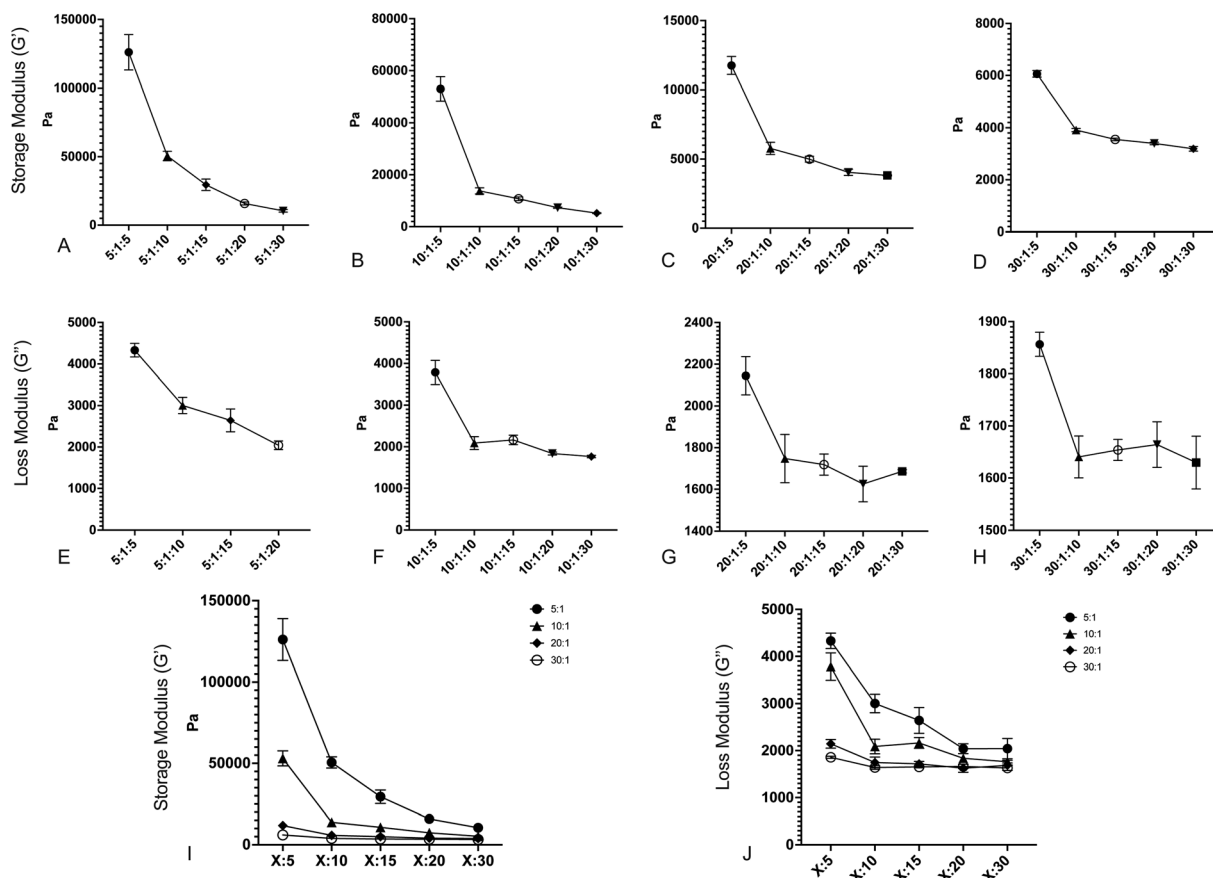 Storage Modulus (G')
Pa
150000
100000
50000
0
5:1:5
5:1:10
5:1:15
5:1:20
5:1:30
A
Pa
80000
60000
40000
20000
0
10:1:5
10:1:10
10:1:15
10:1:20
10:1:30
B
Pa
15000
10000
5000
0
20:1:5
20:1:10
20:1:15
20:1:20
20:1:30
C
Pa
8000
6000
4000
2000
0
30:1:5
30:1:10
30:1:15
30:1:20
30:1:30
D
Loss Modulus (G")
Pa
5000
4000
3000
2000
1000
0
5:1:5
5:1:10
5:1:15
5:1:20
E
Pa
5000
4000
3000
2000
1000
0
10:1:5
10:1:10
10:1:15
10:1:20
10:1:30
F
Pa
2400
2200
2000
1800
1600
1400
20:1:5
20:1:10
20:1:15
20:1:20
20:1:30
G
Pa
1900
1800
1700
1600
1500
30:1:5
30:1:10
30:1:15
30:1:20
30:1:30
H
Storage Modulus (G')
Pa
150000
100000
50000
0
X:5
X:10
X:15
X:20
X:30
5:1
10:1
20:1
30:1
I
Loss Modulus (G")
Pa
5000
4000
3000
2000
1000
0
X:5
X:10
X:15
X:20
X:30
5:1
10:1
20:1
30:1
J